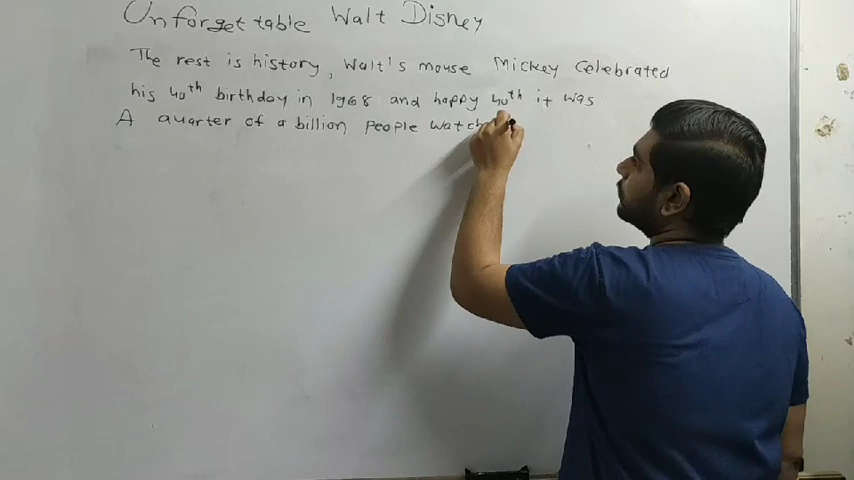 Unforgettable Walt Disney
The rest is history, Walt's mouse Mickey Celebrated
his 40th birthday in 1968 and happy 40th it was
A quarter of a billion people watch